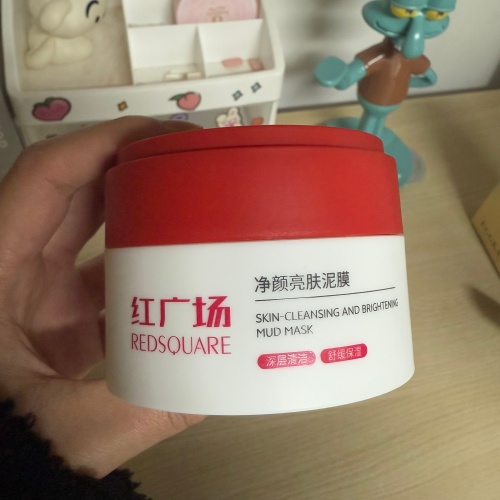 红广场
REDSQUARE
净颜亮肤泥膜
SKIN-CLEANSING AND BRIGHTENING
MUD MASK
深层清洁 舒缓保湿